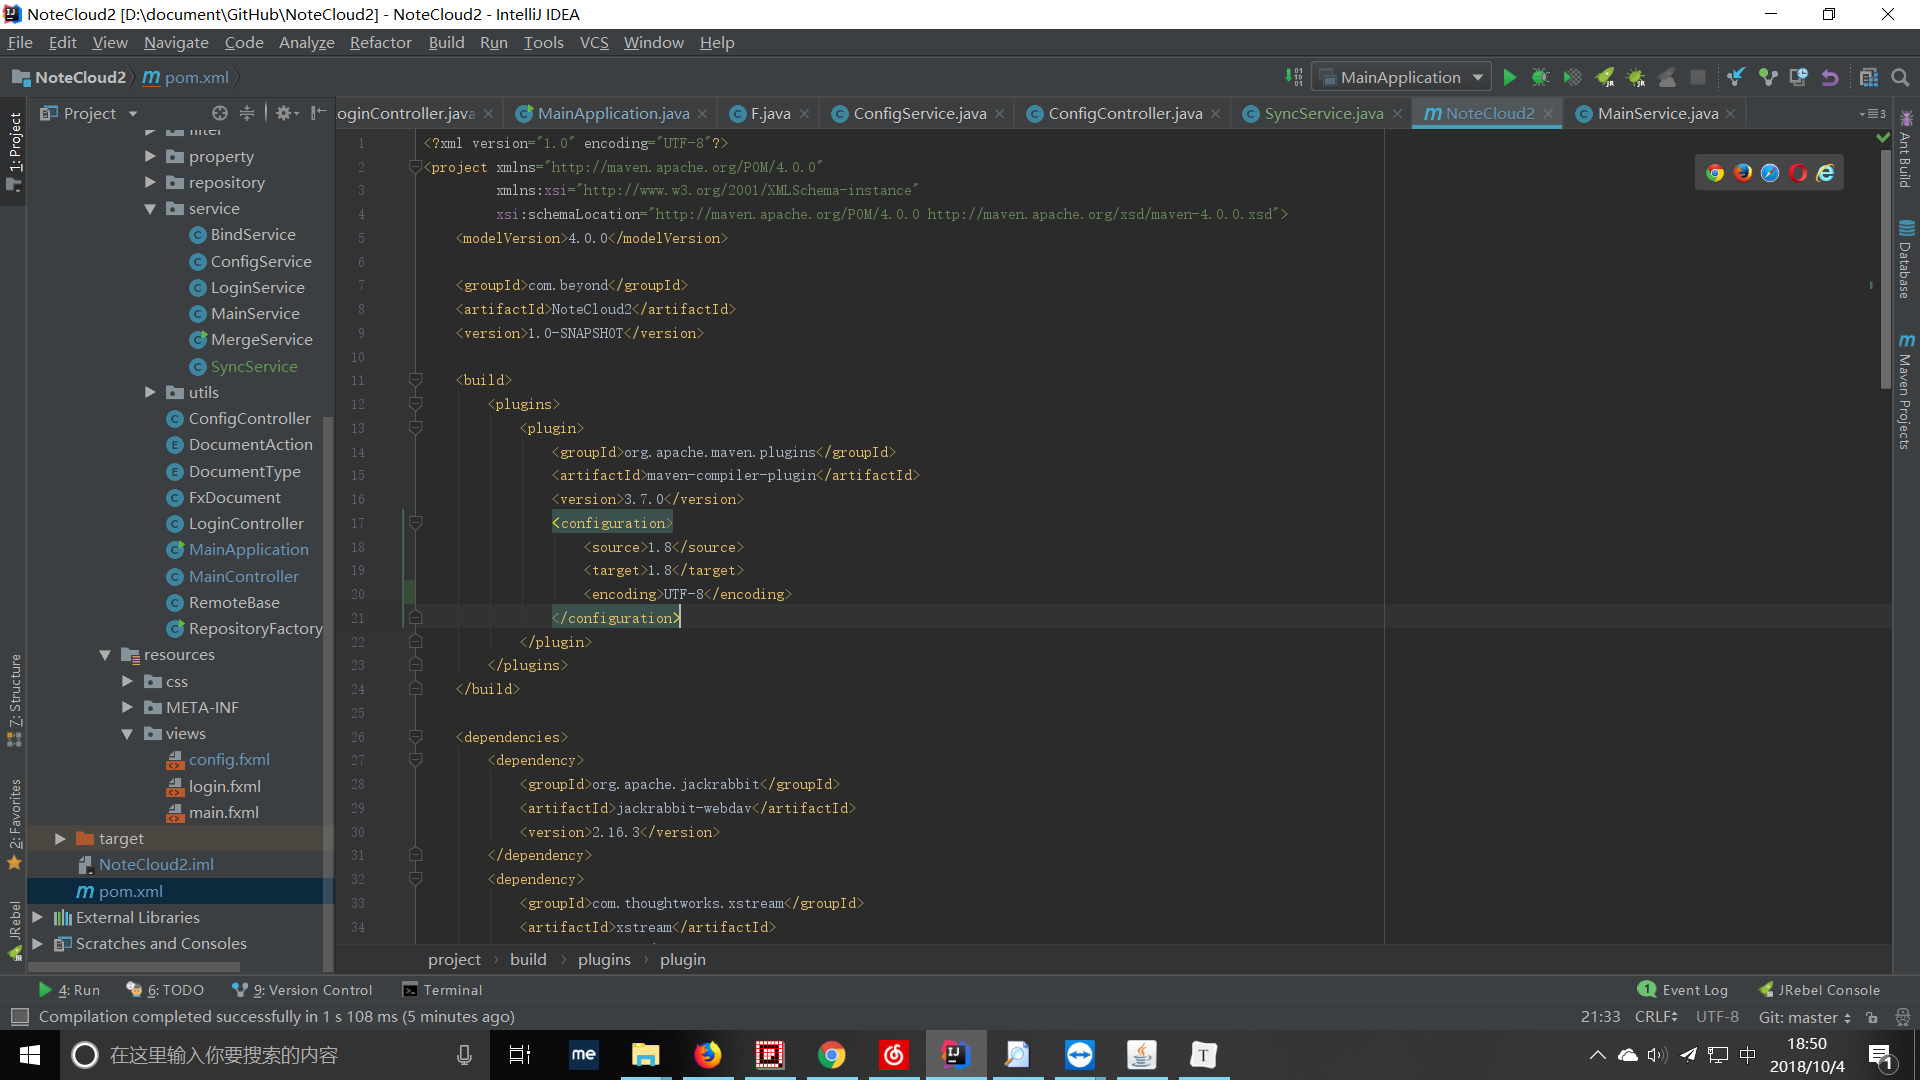 NoteCloud2 [D:\document\GitHub\NoteCloud2] - NoteCloud2 - IntelliJ IDEA
File Edit View Navigate Code Analyze Refactor Build Run Tools VCS Window Help
NoteCloud2 pom.xml MainApplication
Project oginController.java MainApplication.java F.java ConfigService.java ConfigController.java SyncService.java NoteCloud2 MainService.java 3
filter
property
repository
service
BindService
ConfigService
LoginService
MainService
MergeService
SyncService
utils
ConfigController
DocumentAction
DocumentType
FxDocument
LoginController
MainApplication
MainController
RemoteBase
RepositoryFactory
resources
css
META-INF
views
config.fxml
login.fxml
main.fxml
target
NoteCloud2.iml
pom.xml
External Libraries
Scratches and Consoles
1: Project
7: Structure
2: Favorites
JRebel
1 <?xml version="1.0" encoding="UTF-8"?>
2 <project xmlns="http://maven.apache.org/POM/4.0.0"
3 xmlns:xsi="http://www.w3.org/2001/XMLSchema-instance"
4 xsi:schemaLocation="http://maven.apache.org/POM/4.0.0 http://maven.apache.org/xsd/maven-4.0.0.xsd">
5 <modelVersion>4.0.0</modelVersion>
6
7 <groupId>com.beyond</groupId>
8 <artifactId>NoteCloud2</artifactId>
9 <version>1.0-SNAPSHOT</version>
10
11 <build>
12 <plugins>
13 <plugin>
14 <groupId>org.apache.maven.plugins</groupId>
15 <artifactId>maven-compiler-plugin</artifactId>
16 <version>3.7.0</version>
17 <configuration>
18 <source>1.8</source>
19 <target>1.8</target>
20 <encoding>UTF-8</encoding>
21 </configuration>
22 </plugin>
23 </plugins>
24 </build>
25
26 <dependencies>
27 <dependency>
28 <groupId>org.apache.jackrabbit</groupId>
29 <artifactId>jackrabbit-webdav</artifactId>
30 <version>2.16.3</version>
31 </dependency>
32 <dependency>
33 <groupId>com.thoughtworks.xstream</groupId>
34 <artifactId>xstream</artifactId>
Ant Build
Database
Maven Projects
project build plugins plugin
4: Run 6: TODO 9: Version Control Terminal 1 Event Log JRebel Console
Compilation completed successfully in 1 s 108 ms (5 minutes ago) 21:33 CRLF UTF-8 Git: master
在这里输入你要搜索的内容 me IJ T 中 18:50
2018/10/4 1